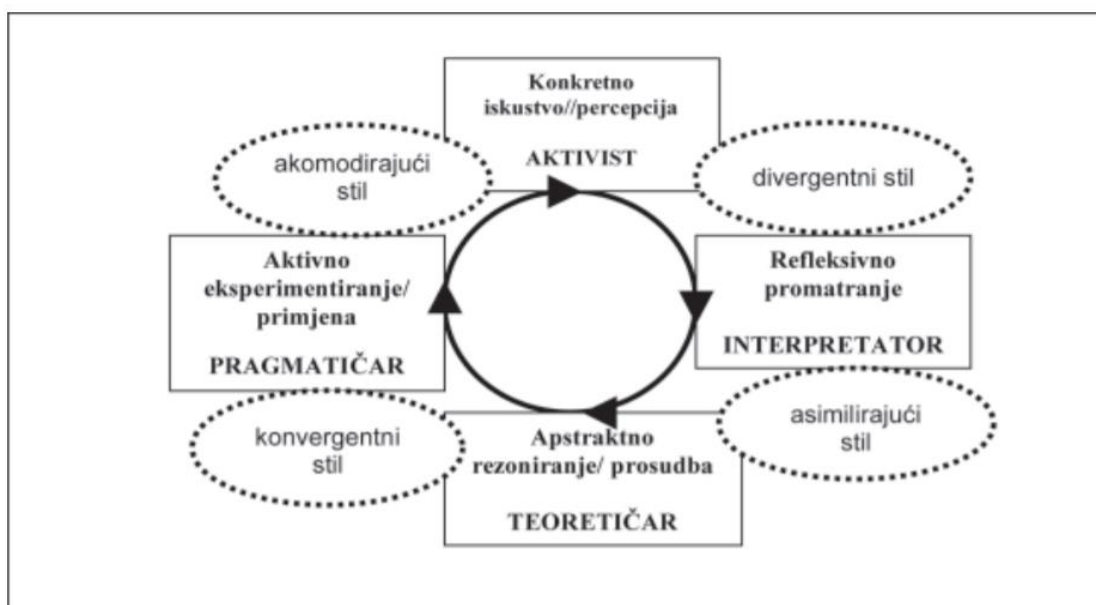 Konkretno
iskustvo//percepcija
AKTIVIST
akomodirajući
stil
divergentni stil
Aktivno
eksperimentiranje/
primjena
PRAGMATIČAR
Refleksivno
promatranje
INTERPRETATOR
konvergentni
stil
Apstraktno
rezoniranje/ prosudba
TEORETIČAR
asimilirajući
stil